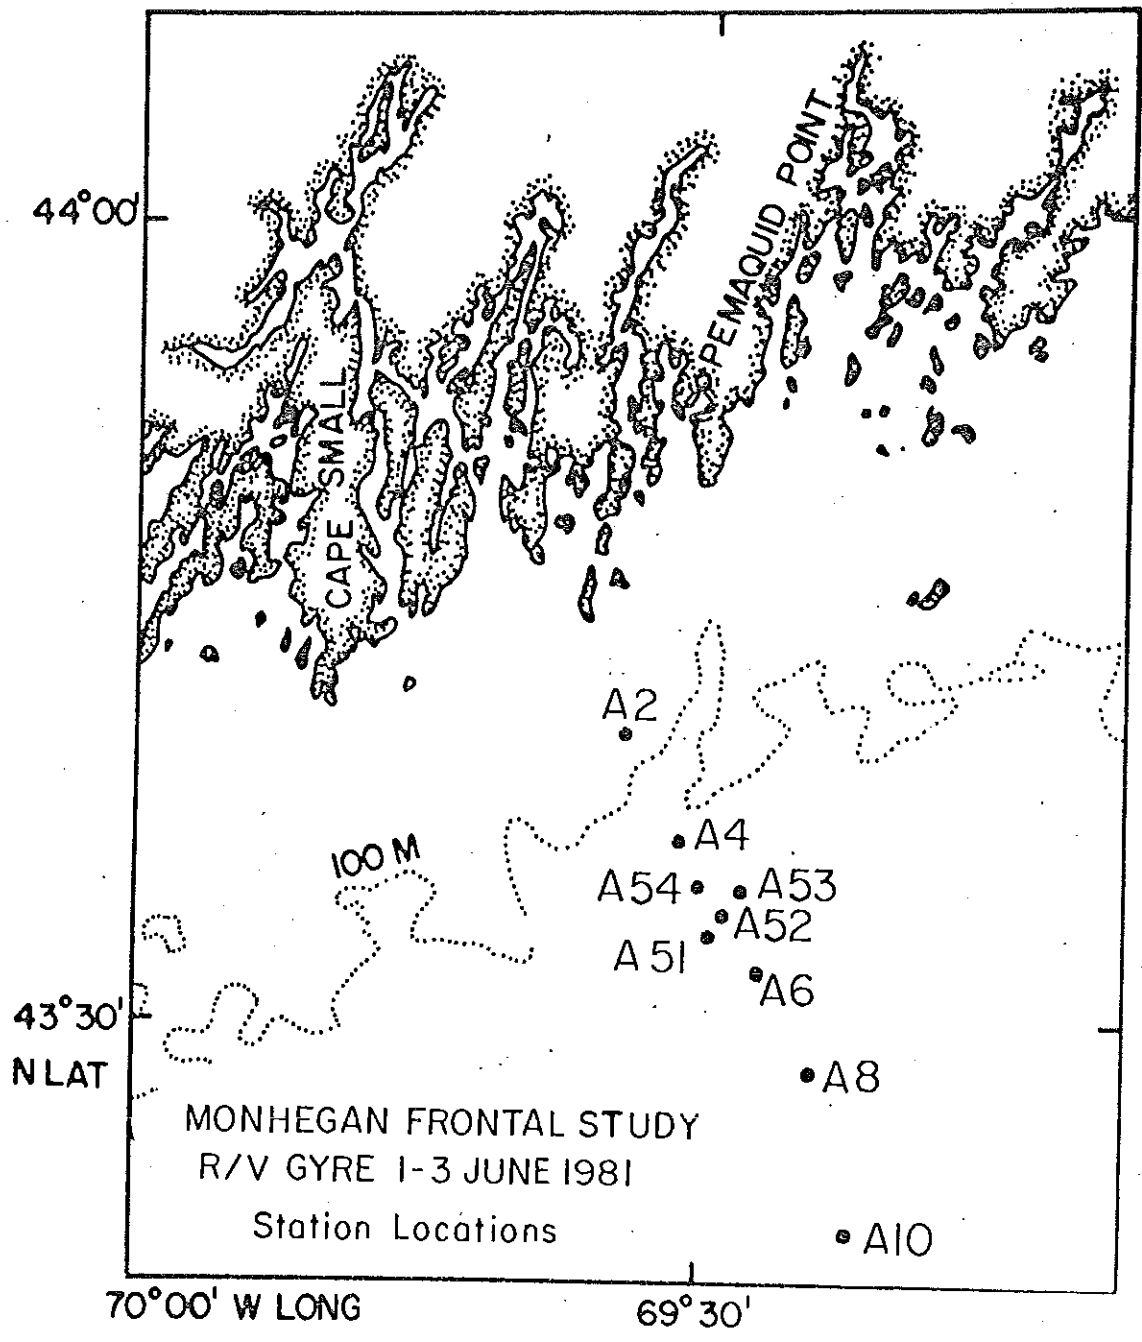 44°00'
PEMAQUID POINT
CAPE SMALL
A2
100 M
A4
A54
A53
A52
A51
A6
43°30'
N LAT
A8
MONHEGAN FRONTAL STUDY
R/V GYRE 1-3 JUNE 1981
Station Locations
A10
70°00' W LONG
69°30'